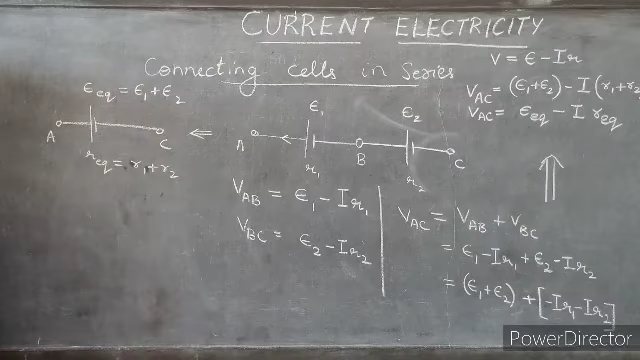 CURRENT ELECTRICITY
V = ϵ - Ir
Connecting cells in Series
ϵeq = ϵ1 + ϵ2
VAC = (ϵ1+ϵ2) - I (r1+r2
VAC = ϵeq - I req
A
C
req = r1 + r2
⇐
A
ϵ1
r1
B
ϵ2
r2
C
VAB = ϵ1 - Ir1
VBC = ϵ2 - Ir2
VAC = VAB + VBC
= ϵ1 - Ir1 + ϵ2 - Ir2
= (ϵ1+ϵ2) + [-Ir1 - Ir2]
PowerDirector